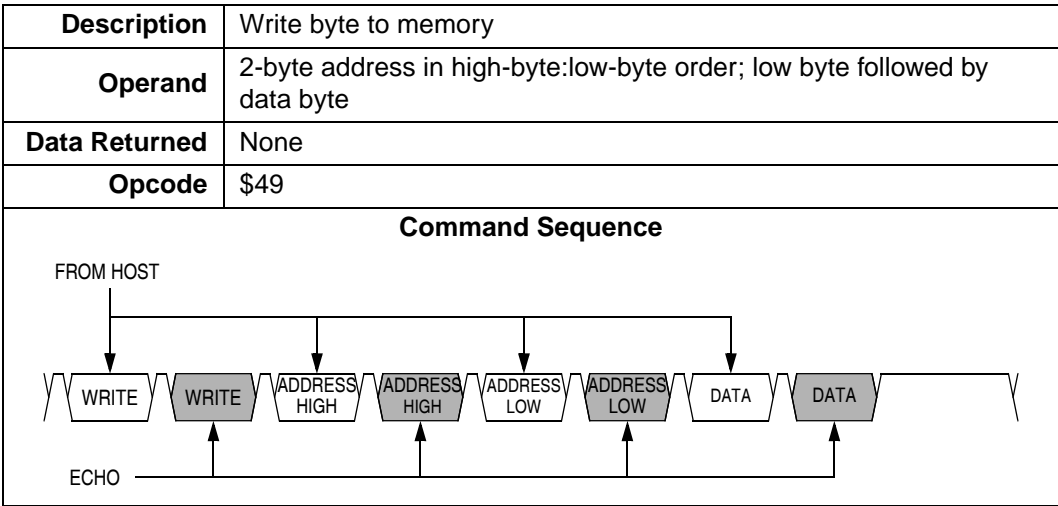 Description Write byte to memory
Operand 2-byte address in high-byte:low-byte order; low byte followed by
data byte
Data Returned None
Opcode $49
Command Sequence
FROM HOST
WRITE WRITE ADDRESS HIGH ADDRESS HIGH ADDRESS LOW ADDRESS LOW DATA DATA
ECHO